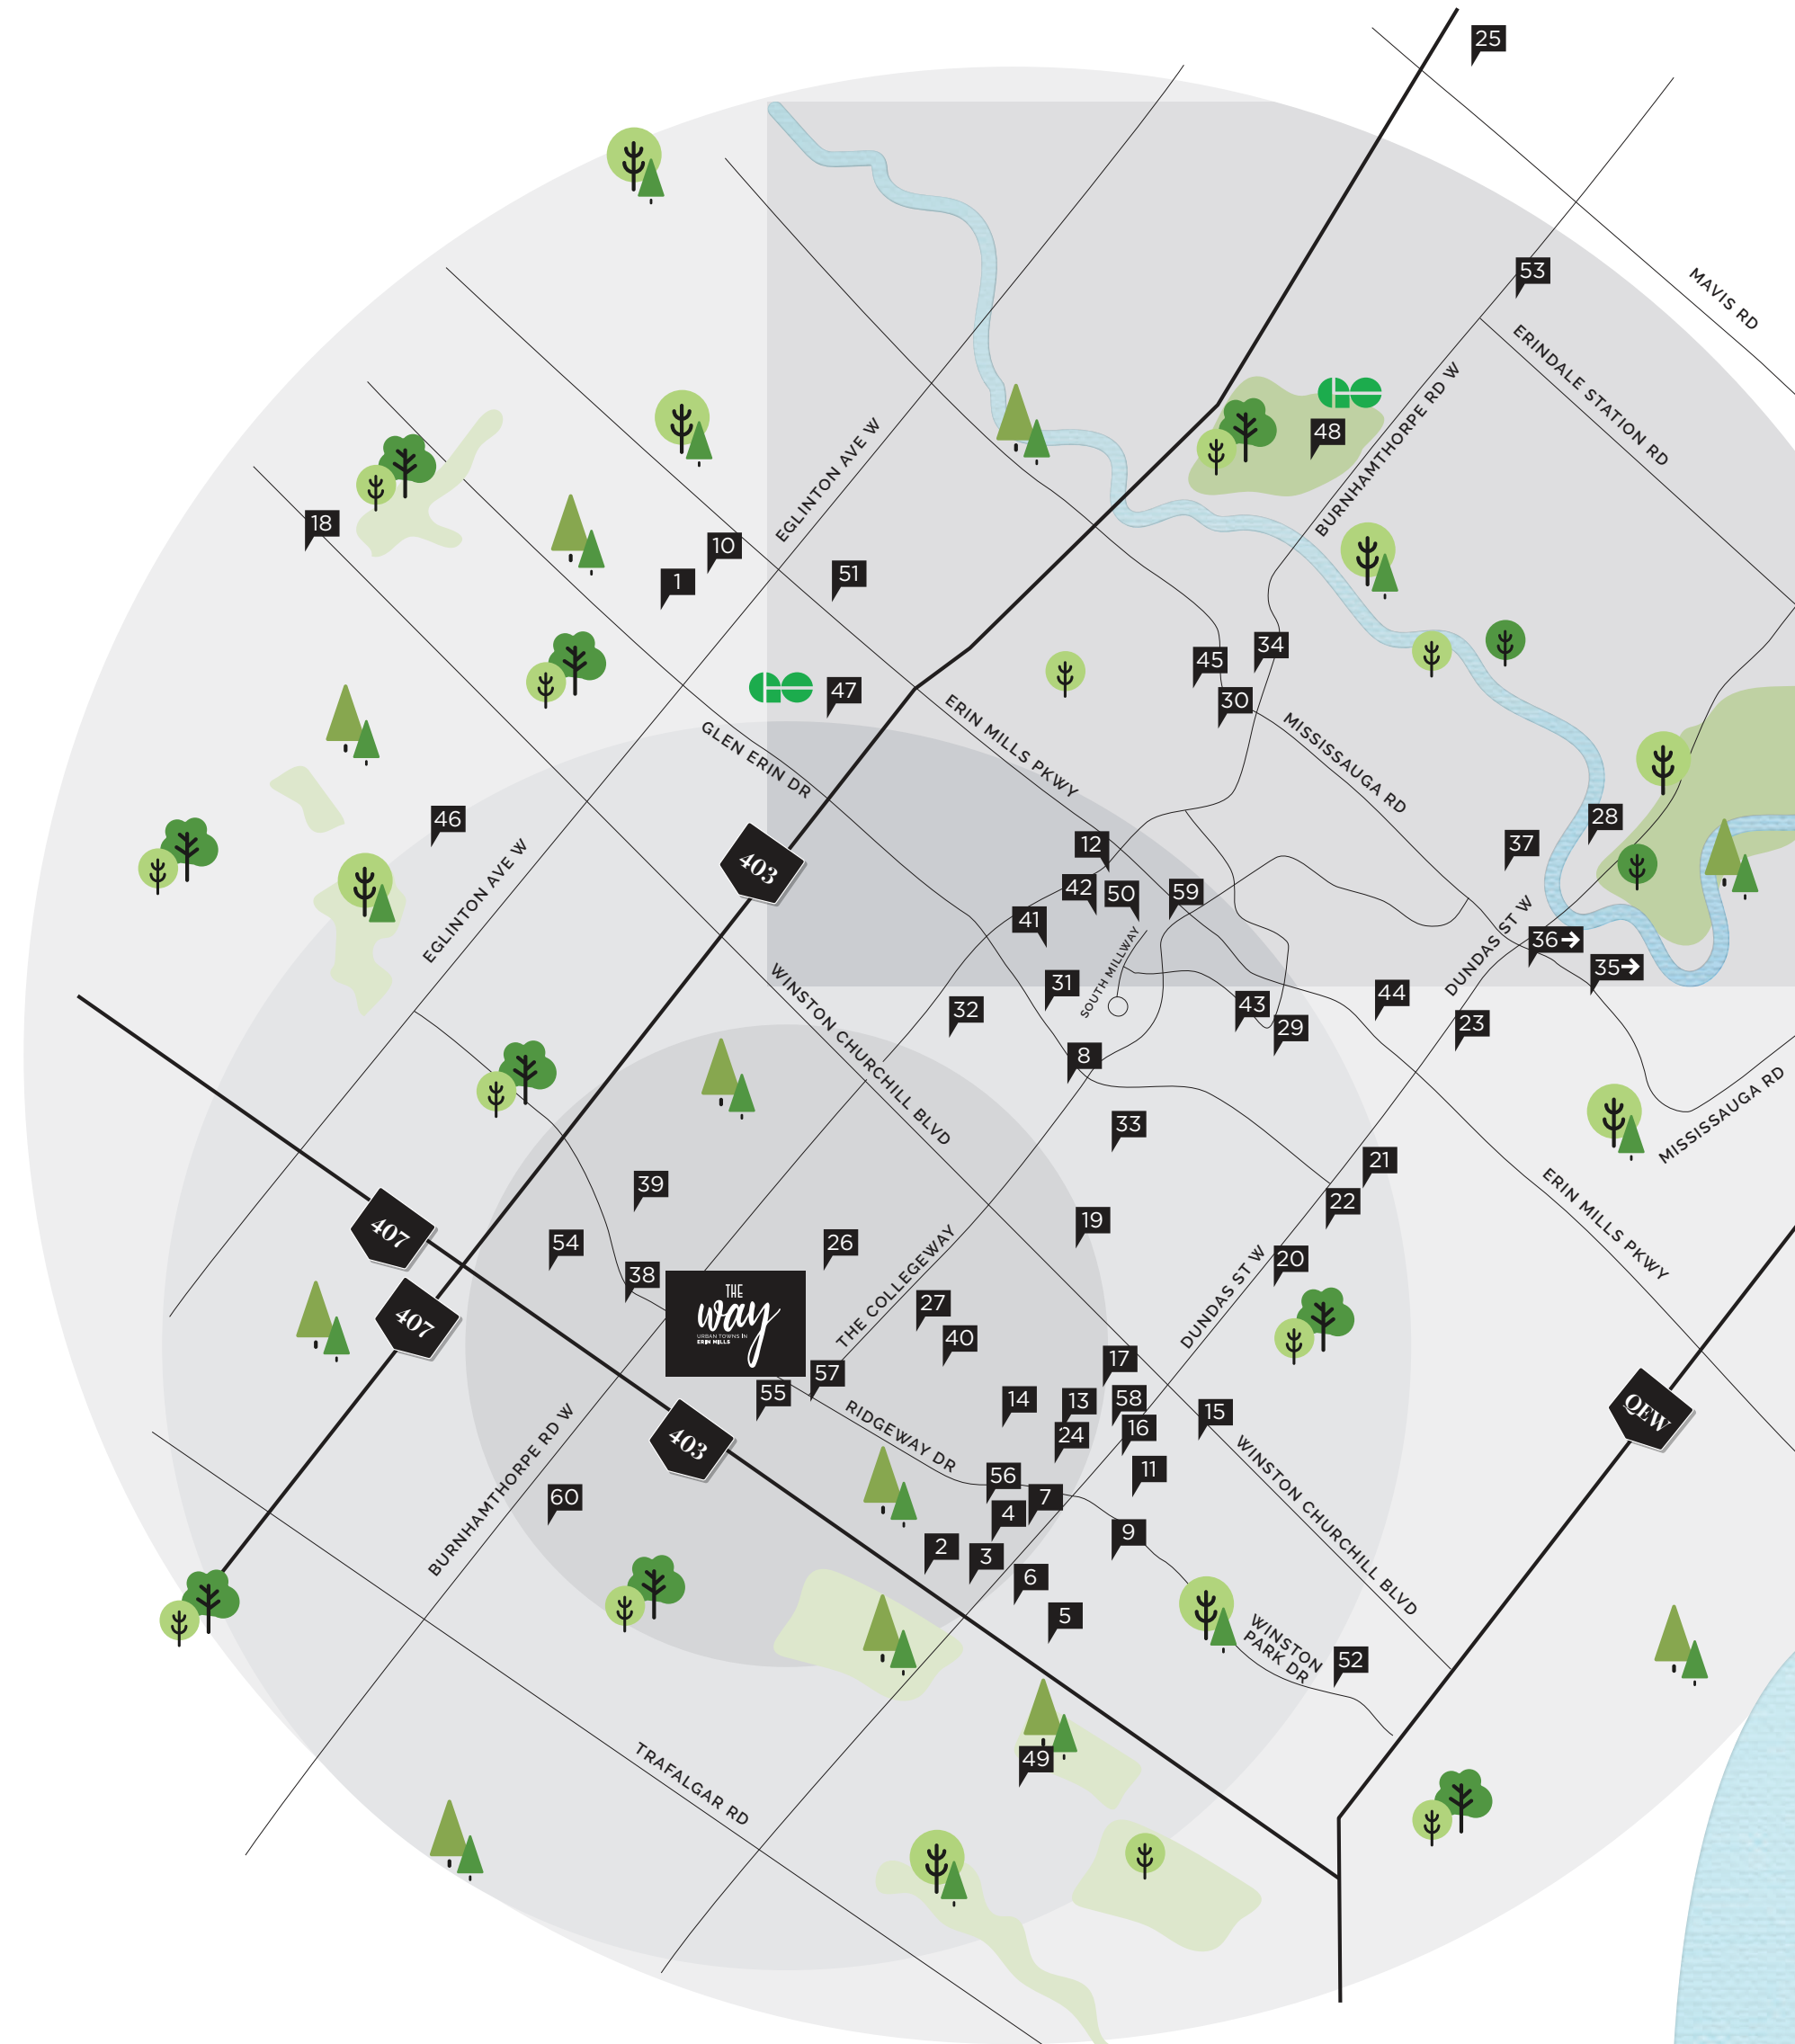 25
53
MAVIS RD
ERINDALE STATION RD
BURNHAMTHORPE RD W
48
EGLINTON AVE W
18
10
1
51
45
34
30
47
ERIN MILLS PKWY
MISSISSAUGA RD
GLEN ERIN DR
46
28
37
12
403
42
50
59
41
EGLINTON AVE W
SOUTH MILLWAY
DUNDAS ST W
36
35
31
32
43
44
29
23
WINSTON CHURCHILL BLVD
8
33
MISSISSAUGA RD
21
22
39
19
407
54
26
20
ERIN MILLS PKWY
38
THE
way
URBAN TOWNS IN
ERIN MILLS
THE COLLEGEWAY
DUNDAS ST W
27
40
407
57
17
55
14
13
58
15
QEW
RIDGEWAY DR
24
16
403
11
BURNHAMTHORPE RD W
56
7
60
4
WINSTON CHURCHILL BLVD
9
2
3
6
5
WINSTON
PARK DR
52
49
TRAFALGAR RD